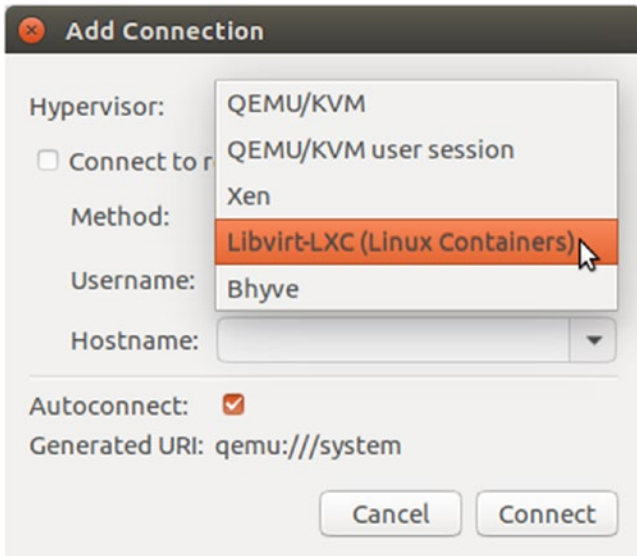 Add Connection
Hypervisor:
QEMU/KVM
QEMU/KVM user session
Connect to r
Xen
Method:
Libvirt-LXC (Linux Containers)
Username:
Bhyve
Hostname:
Autoconnect:
Generated URI: qemu:///system
Cancel Connect